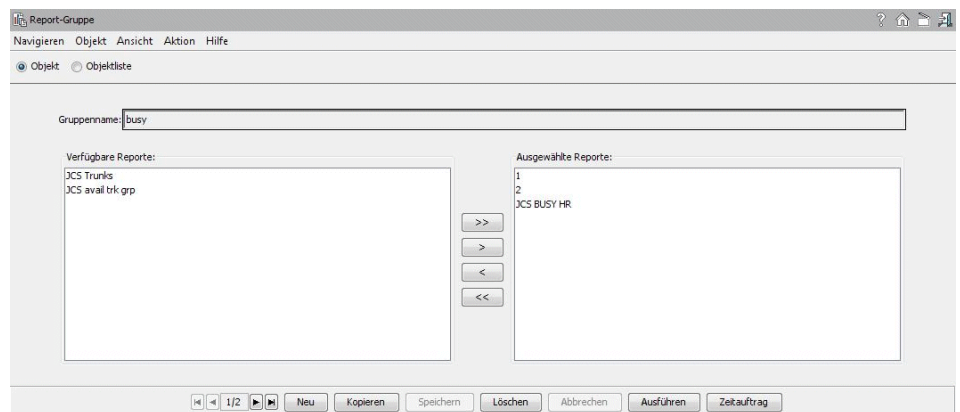 Report-Gruppe
?
Navigieren Objekt Ansicht Aktion Hilfe
Objekt Objektliste
Gruppenname: busy
Verfügbare Reporte:
JCS Trunks
JCS avail trk grp
>>
>
<
<<
Ausgewählte Reporte:
1
2
JCS BUSY HR
1/2 Neu Kopieren Speichern Löschen Abbrechen Ausführen Zeitauftrag